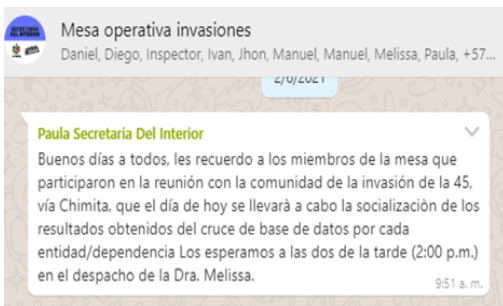 Mesa operativa invasiones
Daniel, Diego, Inspector, Ivan, Jhon, Manuel, Manuel, Melissa, Paula, +57...
2/6/2021
Paula Secretaria Del Interior
Buenos días a todos, les recuerdo a los miembros de la mesa que
participaron en la reunión con la comunidad de la invasión de la 45,
vía Chimita, que el día de hoy se llevarà a cabo la socializaciòn de los
resultados obtenidos del cruce de base de datos por cada
entidad/dependencia Los esperamos a las dos de la tarde (2:00 p.m.)
en el despacho de la Dra. Melissa.
9:51 a. m.